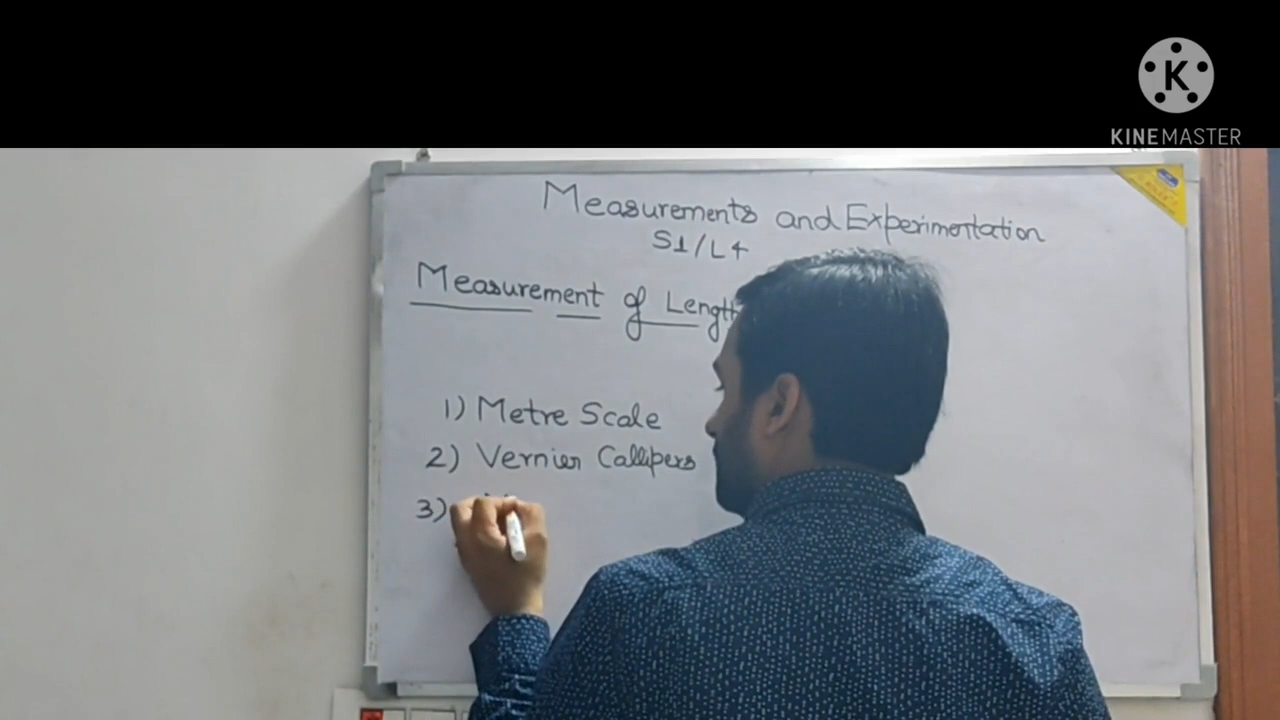 K
KINEMASTER
Measurements and Experimentation
S1/L4
Measurement of Length
1) Metre Scale
2) Vernier Callipers
3)